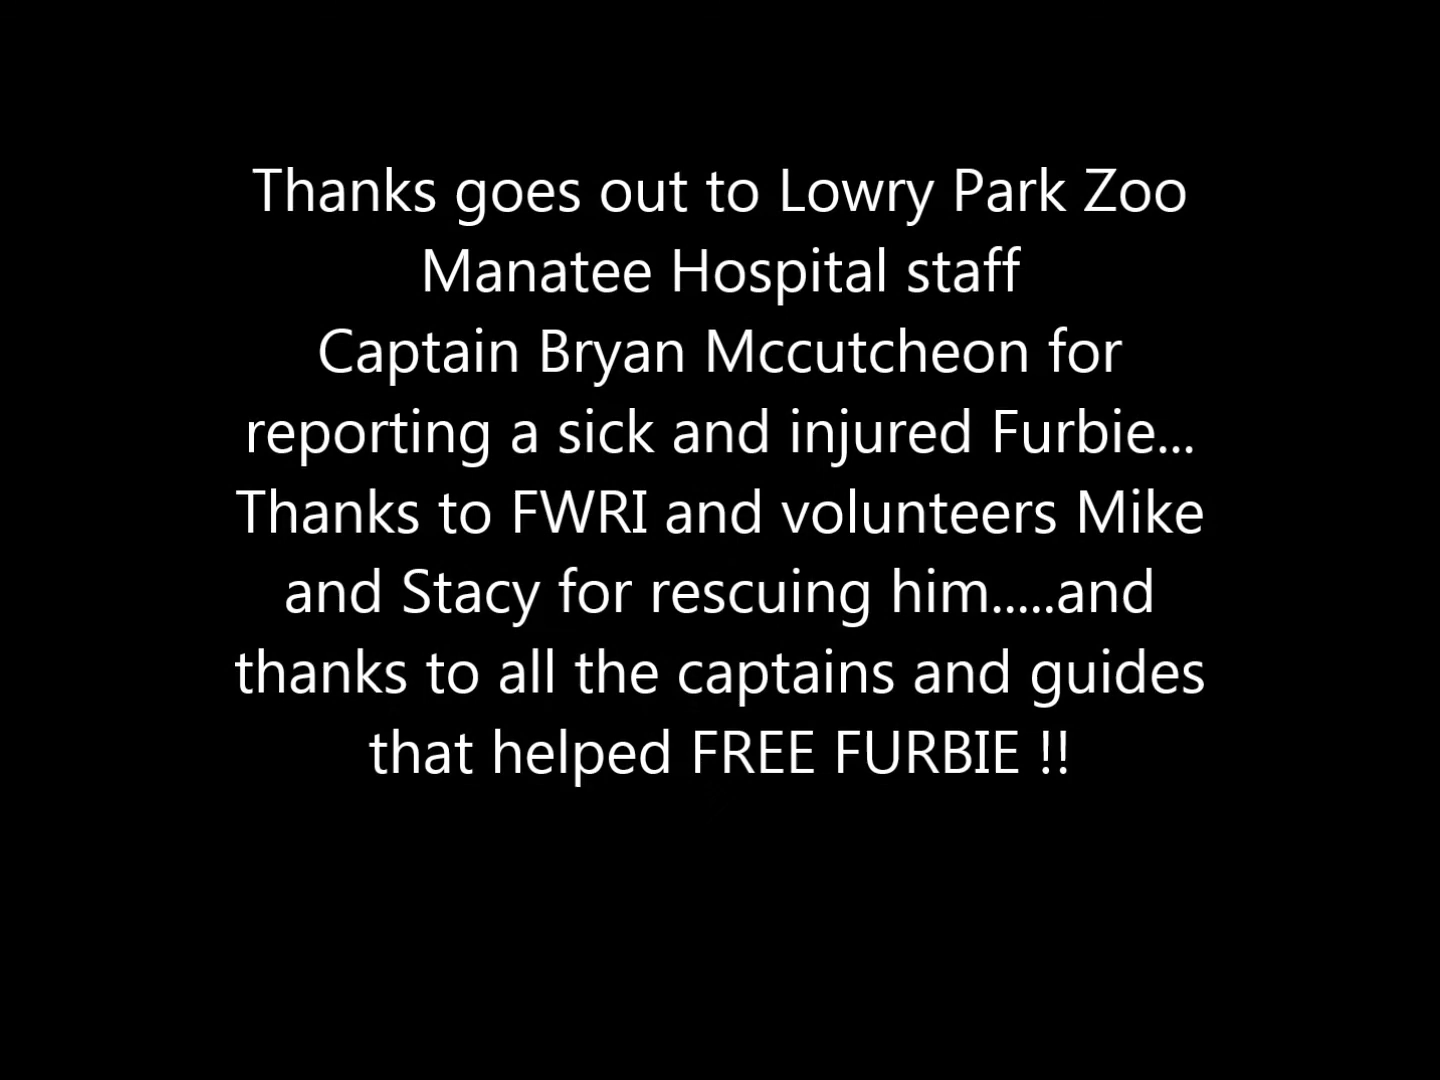 Thanks goes out to Lowry Park Zoo
Manatee Hospital staff
Captain Bryan Mccutcheon for
reporting a sick and injured Furbie...
Thanks to FWRI and volunteers Mike
and Stacy for rescuing him.....and
thanks to all the captains and guides
that helped FREE FURBIE !!